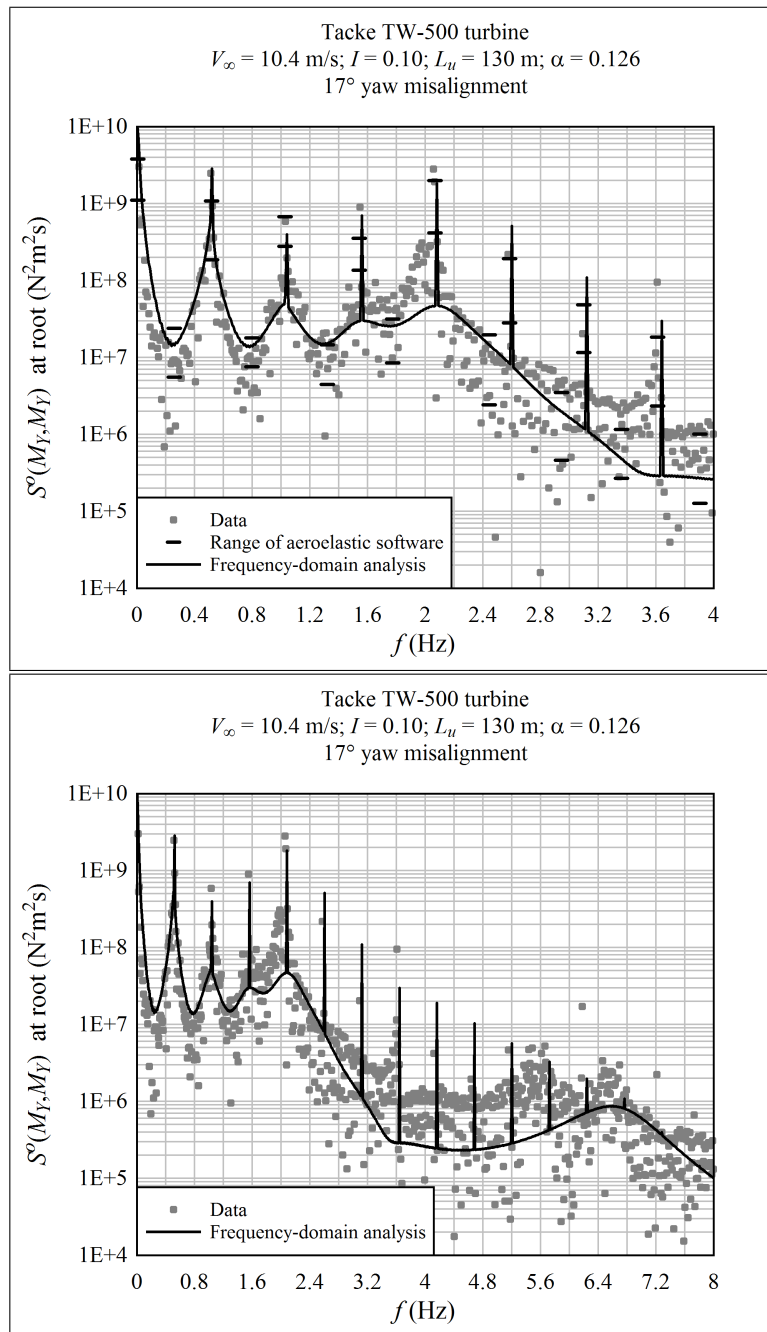 Tacke TW-500 turbine
V∞ = 10.4 m/s; I = 0.10; Lu = 130 m; α = 0.126
17° yaw misalignment
1E+10
1E+9
1E+8
1E+7
1E+6
1E+5
1E+4
S⁰(MY,MY) at root (N²m²s)
Data
Range of aeroelastic software
Frequency-domain analysis
0 0.4 0.8 1.2 1.6 2 2.4 2.8 3.2 3.6 4
f (Hz)
Tacke TW-500 turbine
V∞ = 10.4 m/s; I = 0.10; Lu = 130 m; α = 0.126
17° yaw misalignment
1E+10
1E+9
1E+8
1E+7
1E+6
1E+5
1E+4
S⁰(MY,MY) at root (N²m²s)
Data
Frequency-domain analysis
0 0.8 1.6 2.4 3.2 4 4.8 5.6 6.4 7.2 8
f (Hz)